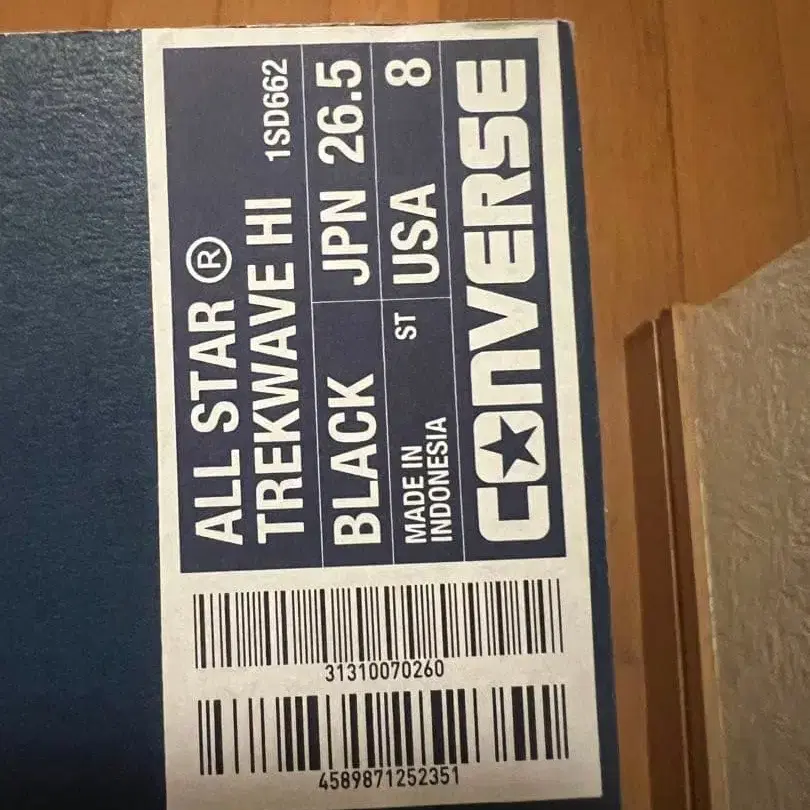 ALL STAR ®
TREKWAVE HI 1SD662
BLACK JPN 26.5
MADE IN
INDONESIA ST USA 8
CONVERSE
31310070260
4589871252351